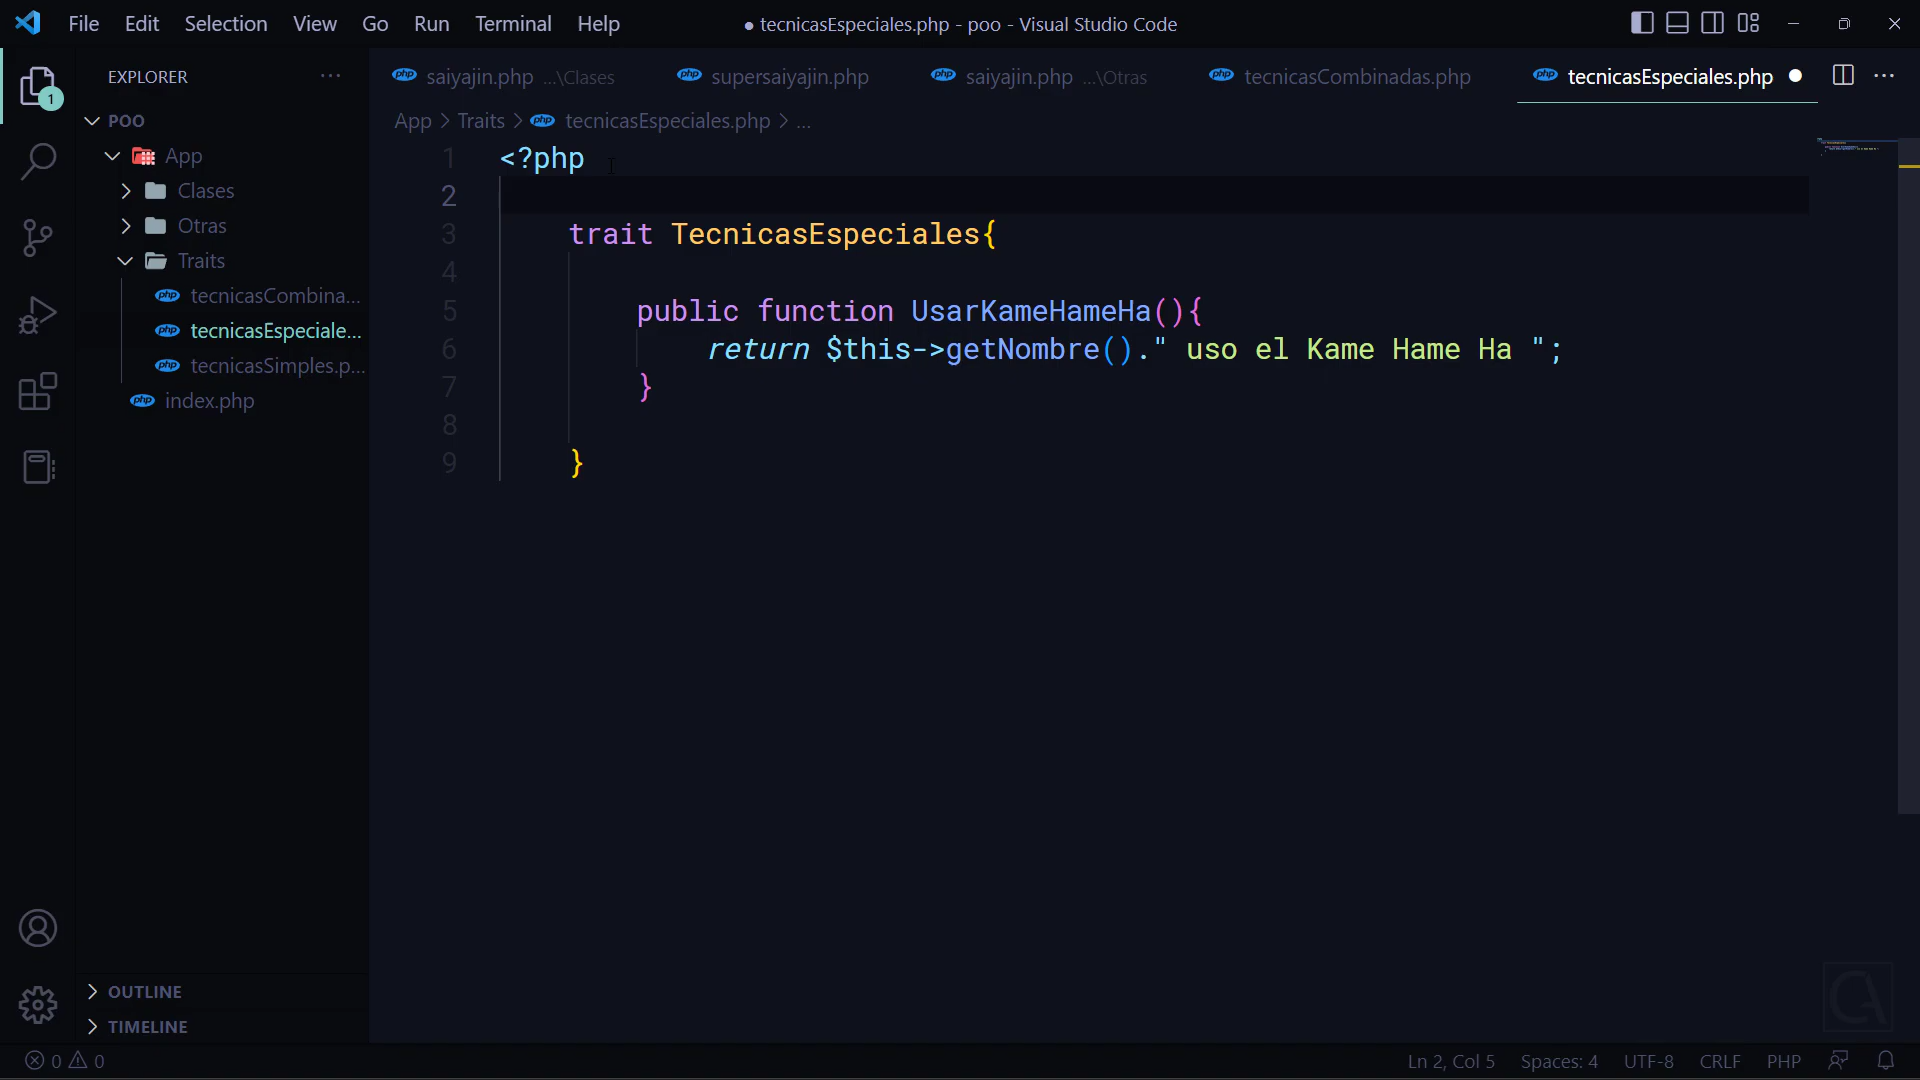 File Edit Selection View Go Run Terminal Help
● tecnicasEspeciales.php - poo - Visual Studio Code
EXPLORER ...
saiyajin.php ...\Clases
supersaiyajin.php
saiyajin.php ...\Otras
tecnicasCombinadas.php
tecnicasEspeciales.php ●
App > Traits > tecnicasEspeciales.php > ...
1
POO
App
Clases
Otras
Traits
tecnicasCombina...
tecnicasEspeciale...
tecnicasSimples.p...
index.php
1 <?php
2
3 trait TecnicasEspeciales{
4
5 public function UsarKameHameHa(){
6 return $this->getNombre()." uso el Kame Hame Ha ";
7 }
8
9 }
OUTLINE
TIMELINE
CA
0 0
Ln 2, Col 5 Spaces: 4 UTF-8 CRLF PHP